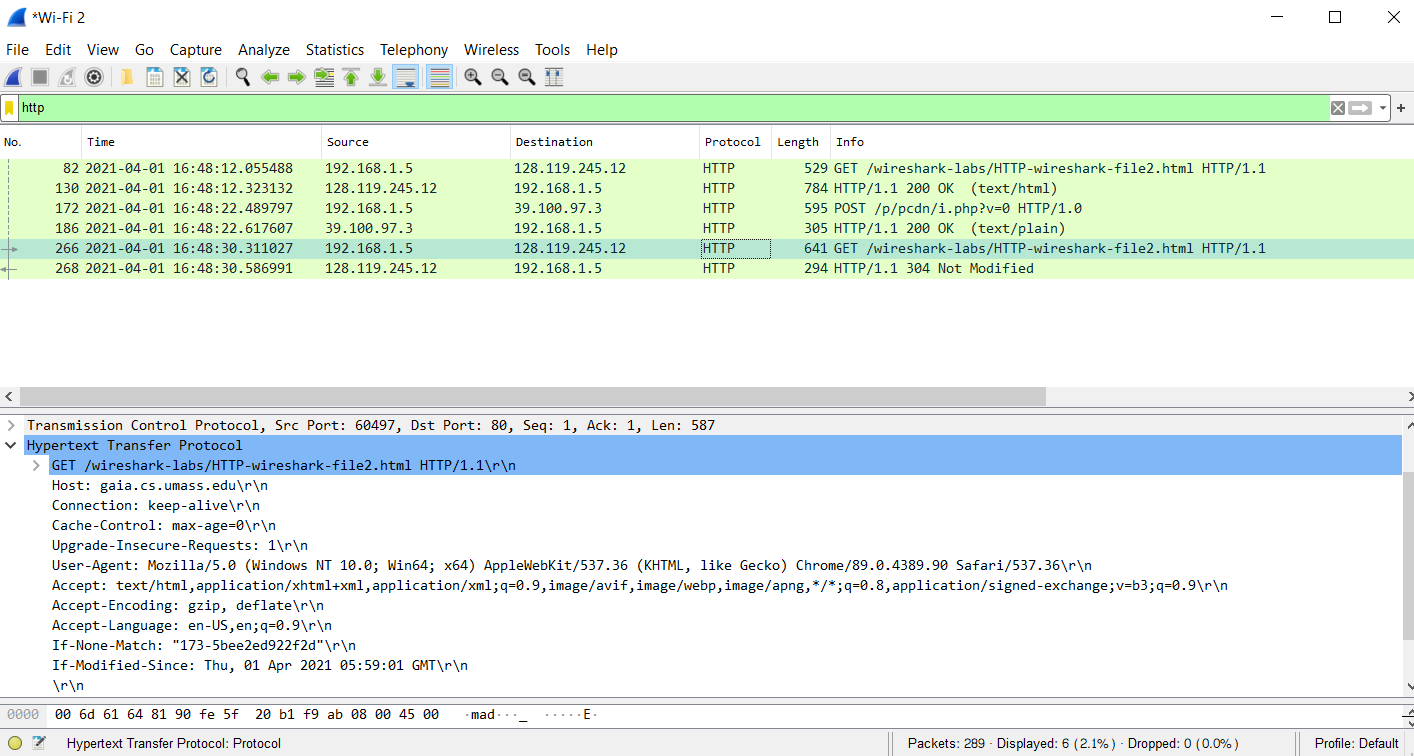 *Wi-Fi 2
File Edit View Go Capture Analyze Statistics Telephony Wireless Tools Help
http
No. Time Source Destination Protocol Length Info
82 2021-04-01 16:48:12.055488 192.168.1.5 128.119.245.12 HTTP 529 GET /wireshark-labs/HTTP-wireshark-file2.html HTTP/1.1
130 2021-04-01 16:48:12.323132 128.119.245.12 192.168.1.5 HTTP 784 HTTP/1.1 200 OK (text/html)
172 2021-04-01 16:48:22.489797 192.168.1.5 39.100.97.3 HTTP 595 POST /p/pcdn/i.php?v=0 HTTP/1.0
186 2021-04-01 16:48:22.617607 39.100.97.3 192.168.1.5 HTTP 305 HTTP/1.1 200 OK (text/plain)
266 2021-04-01 16:48:30.311027 192.168.1.5 128.119.245.12 HTTP 641 GET /wireshark-labs/HTTP-wireshark-file2.html HTTP/1.1
268 2021-04-01 16:48:30.586991 128.119.245.12 192.168.1.5 HTTP 294 HTTP/1.1 304 Not Modified
Transmission Control Protocol, Src Port: 60497, Dst Port: 80, Seq: 1, Ack: 1, Len: 587
Hypertext Transfer Protocol
GET /wireshark-labs/HTTP-wireshark-file2.html HTTP/1.1\r\n
Host: gaia.cs.umass.edu\r\n
Connection: keep-alive\r\n
Cache-Control: max-age=0\r\n
Upgrade-Insecure-Requests: 1\r\n
User-Agent: Mozilla/5.0 (Windows NT 10.0; Win64; x64) AppleWebKit/537.36 (KHTML, like Gecko) Chrome/89.0.4389.90 Safari/537.36\r\n
Accept: text/html,application/xhtml+xml,application/xml;q=0.9,image/avif,image/webp,image/apng,*/*;q=0.8,application/signed-exchange;v=b3;q=0.9\r\n
Accept-Encoding: gzip, deflate\r\n
Accept-Language: en-US,en;q=0.9\r\n
If-None-Match: "173-5bee2ed922f2d"\r\n
If-Modified-Since: Thu, 01 Apr 2021 05:59:01 GMT\r\n
\r\n
0000 00 6d 61 64 81 90 fe 5f 20 b1 f9 ab 08 00 45 00 ·mad···_ ·····E·
Hypertext Transfer Protocol: Protocol Packets: 289 · Displayed: 6 (2.1%) · Dropped: 0 (0.0%) Profile: Default